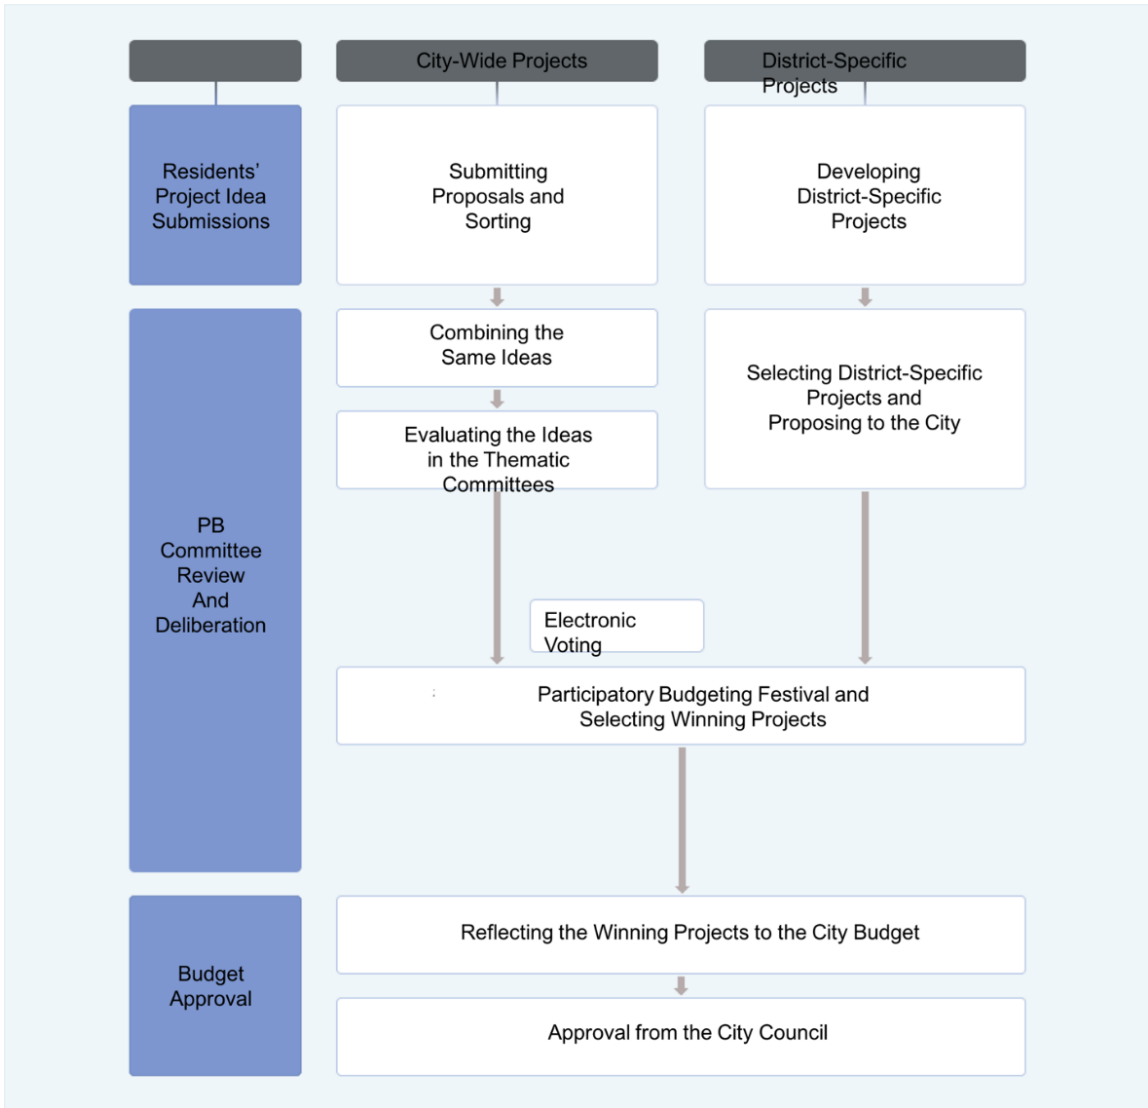 City-Wide Projects
District-Specific
Projects
Residents’
Project Idea
Submissions
Submitting
Proposals and
Sorting
Developing
District-Specific
Projects
PB
Committee
Review
And
Deliberation
Combining the
Same Ideas
Evaluating the Ideas
in the Thematic
Committees
Selecting District-Specific
Projects and
Proposing to the City
Electronic
Voting
;
Participatory Budgeting Festival and
Selecting Winning Projects
Budget
Approval
Reflecting the Winning Projects to the City Budget
Approval from the City Council